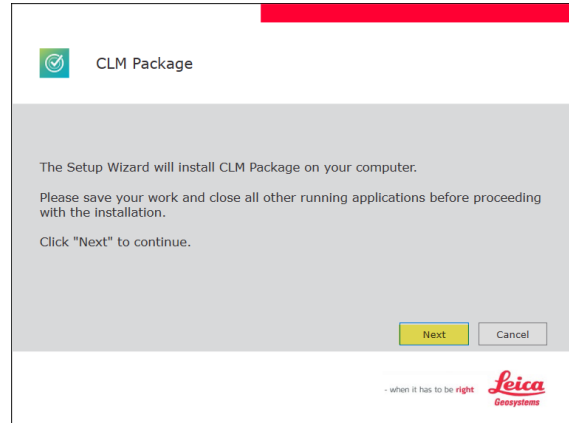 CLM Package
The Setup Wizard will install CLM Package on your computer.
Please save your work and close all other running applications before proceeding
with the installation.
Click "Next" to continue.
Next
Cancel
- when it has to be right
Leica
Geosystems